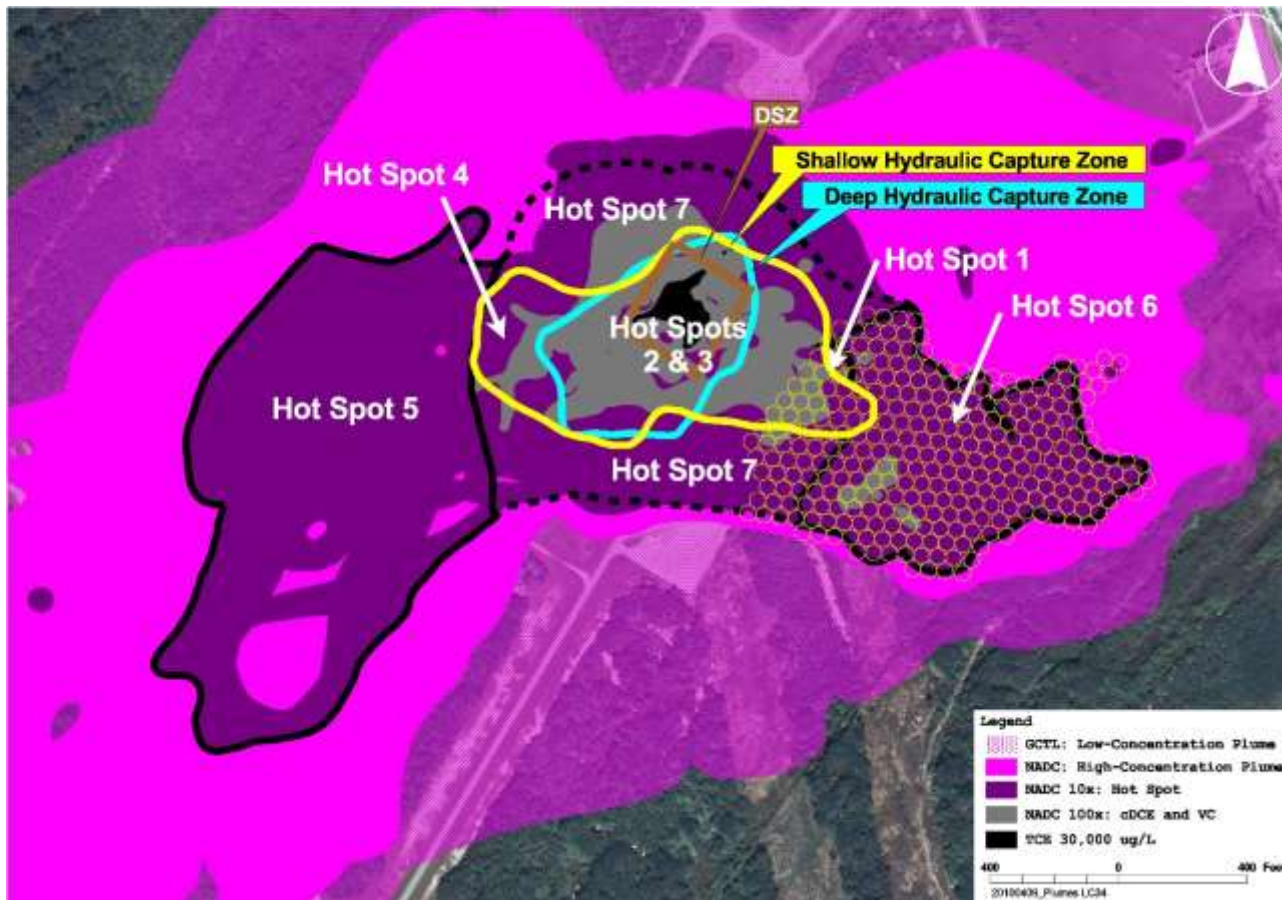 DSZ
Shallow Hydraulic Capture Zone
Hot Spot 4
Deep Hydraulic Capture Zone
Hot Spot 7
Hot Spot 1
Hot Spot 6
Hot Spots
2 & 3
Hot Spot 5
Hot Spot 7
Legend
GCTL: Low-Concentration Plume
NADC: High-Concentration Plume
NADC 10x: Hot Spot
NADC 100x: cDCE and VC
TCE 30,000 ug/L
400 0 400 Fee
20100409_Plumes LC34